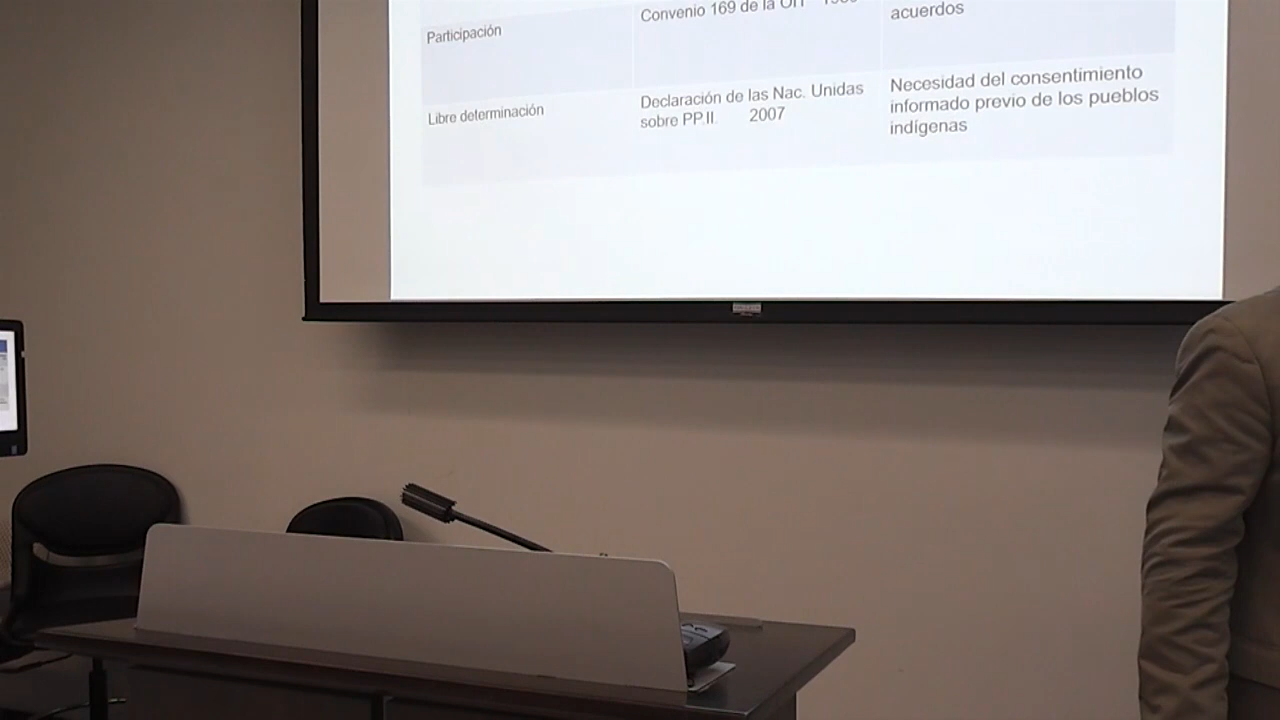 Participación
Convenio 169 de la OIT
acuerdos
Libre determinación
Declaración de las Nac. Unidas
sobre PP.II. 2007
Necesidad del consentimiento
informado previo de los pueblos
indígenas